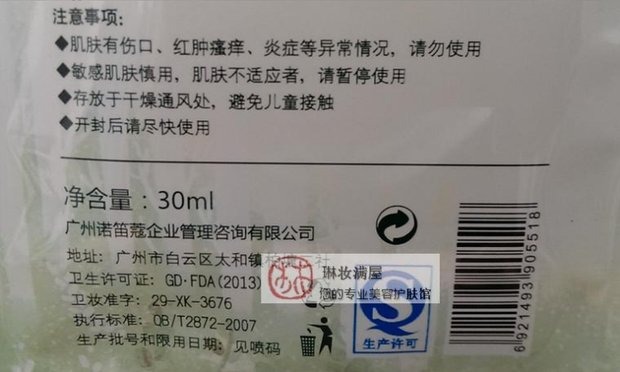 注意事项:
◆肌肤有伤口、红肿瘙痒、炎症等异常情况，请勿使用
◆敏感肌肤慎用，肌肤不适应者，请暂停使用
◆存放于干燥通风处，避免儿童接触
◆开封后请尽快使用
净含量：30ml
广州诺笛蔻企业管理咨询有限公司
地址：广州市白云区太和镇
卫生许可证：GD·FDA(2013)
卫妆准字：29-XK-3676
执行标准：QB/T2872-2007
生产批号和限用日期：见喷码
琳妆满屋
您的专业美容护肤馆
生产许可
6921493905518